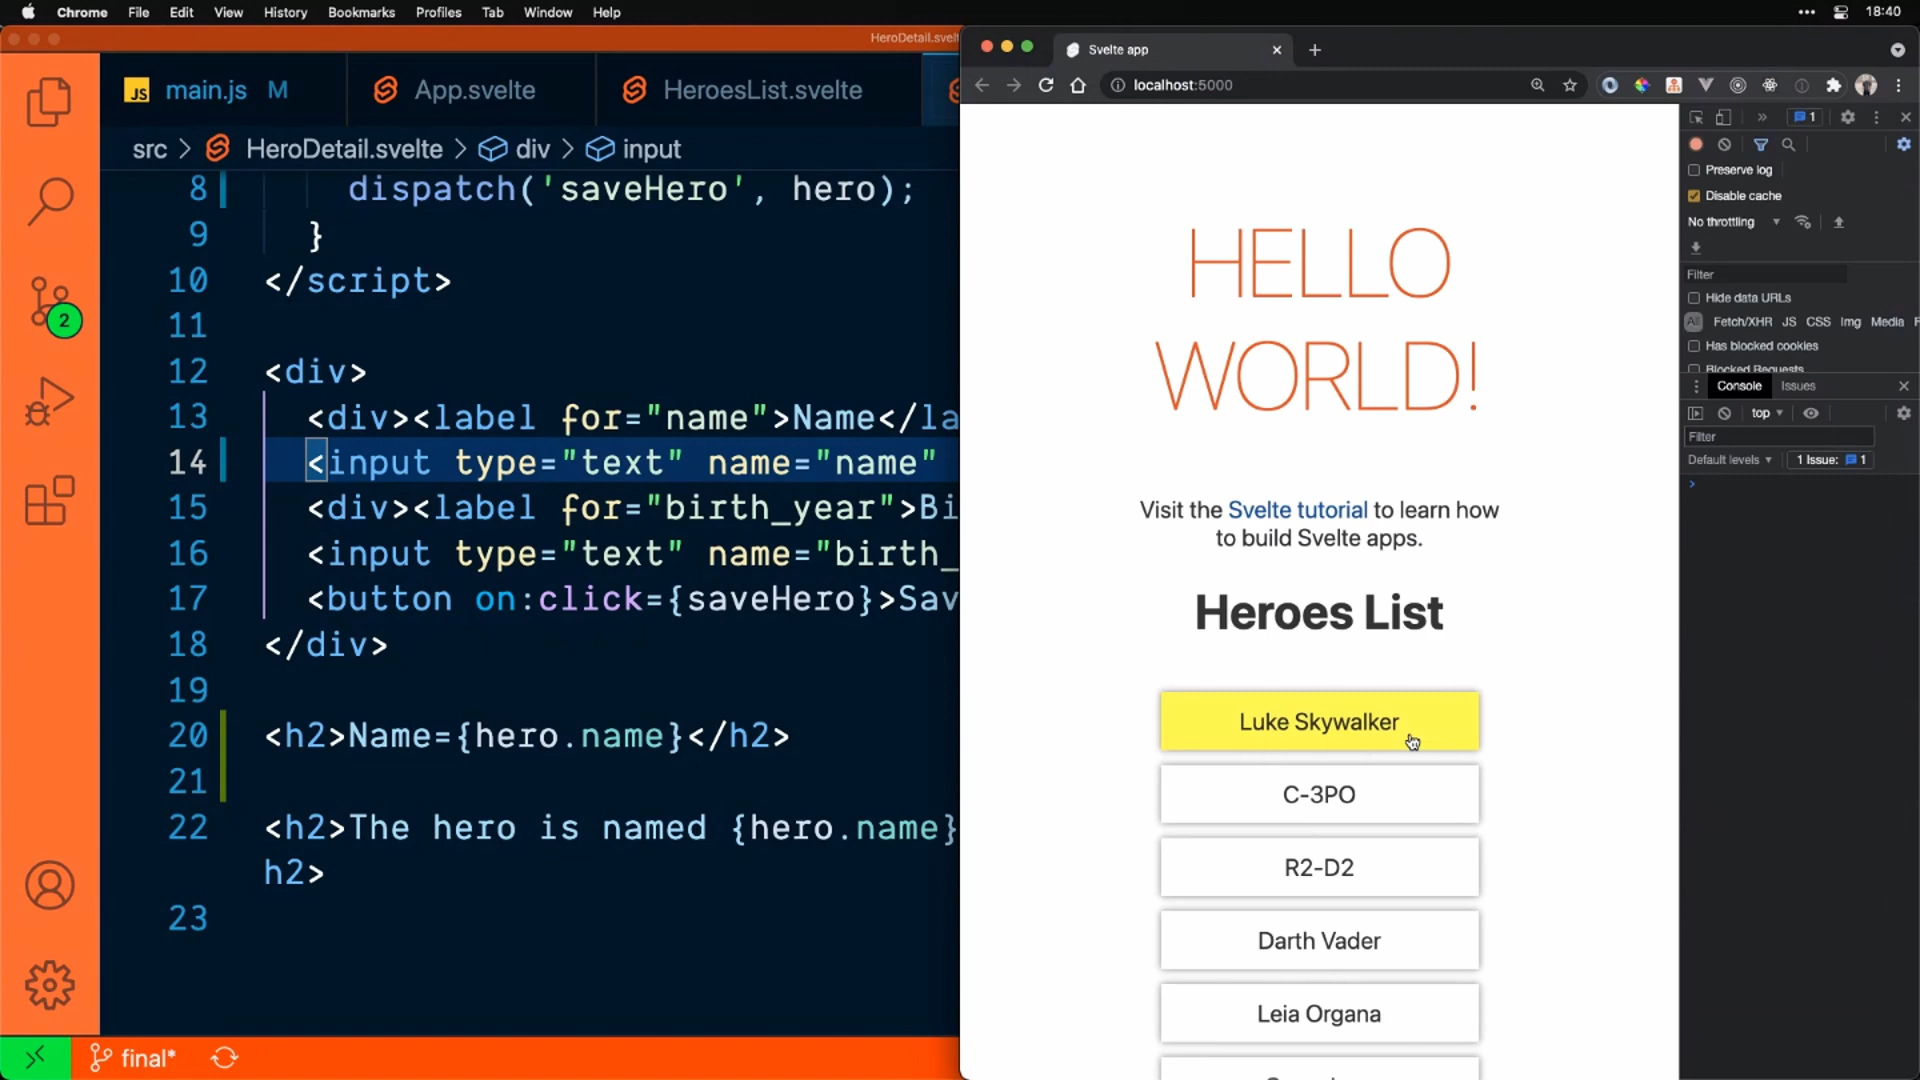 Chrome File Edit View History Bookmarks Profiles Tab Window Help
18:40
HeroDetail.svelt
JS main.js M
App.svelte
HeroesList.svelte
src > HeroDetail.svelte > div > input
8 dispatch('saveHero', hero);
9 }
10 </script>
11
12 <div>
13 <div><label for="name">Name</la
14 <input type="text" name="name"
15 <div><label for="birth_year">Bi
16 <input type="text" name="birth_
17 <button on:click={saveHero}>Sav
18 </div>
19
20 <h2>Name={hero.name}</h2>
21
22 <h2>The hero is named {hero.name}
h2>
23
2
final*
Svelte app
localhost:5000
HELLO
WORLD!
Visit the Svelte tutorial to learn how
to build Svelte apps.
Heroes List
Luke Skywalker
C-3PO
R2-D2
Darth Vader
Leia Organa
1
Preserve log
Disable cache
No throttling
Filter
Hide data URLs
All Fetch/XHR JS CSS Img Media F
Has blocked cookies
Blocked Requests
Console Issues
top
Filter
Default levels 1 Issue: 1